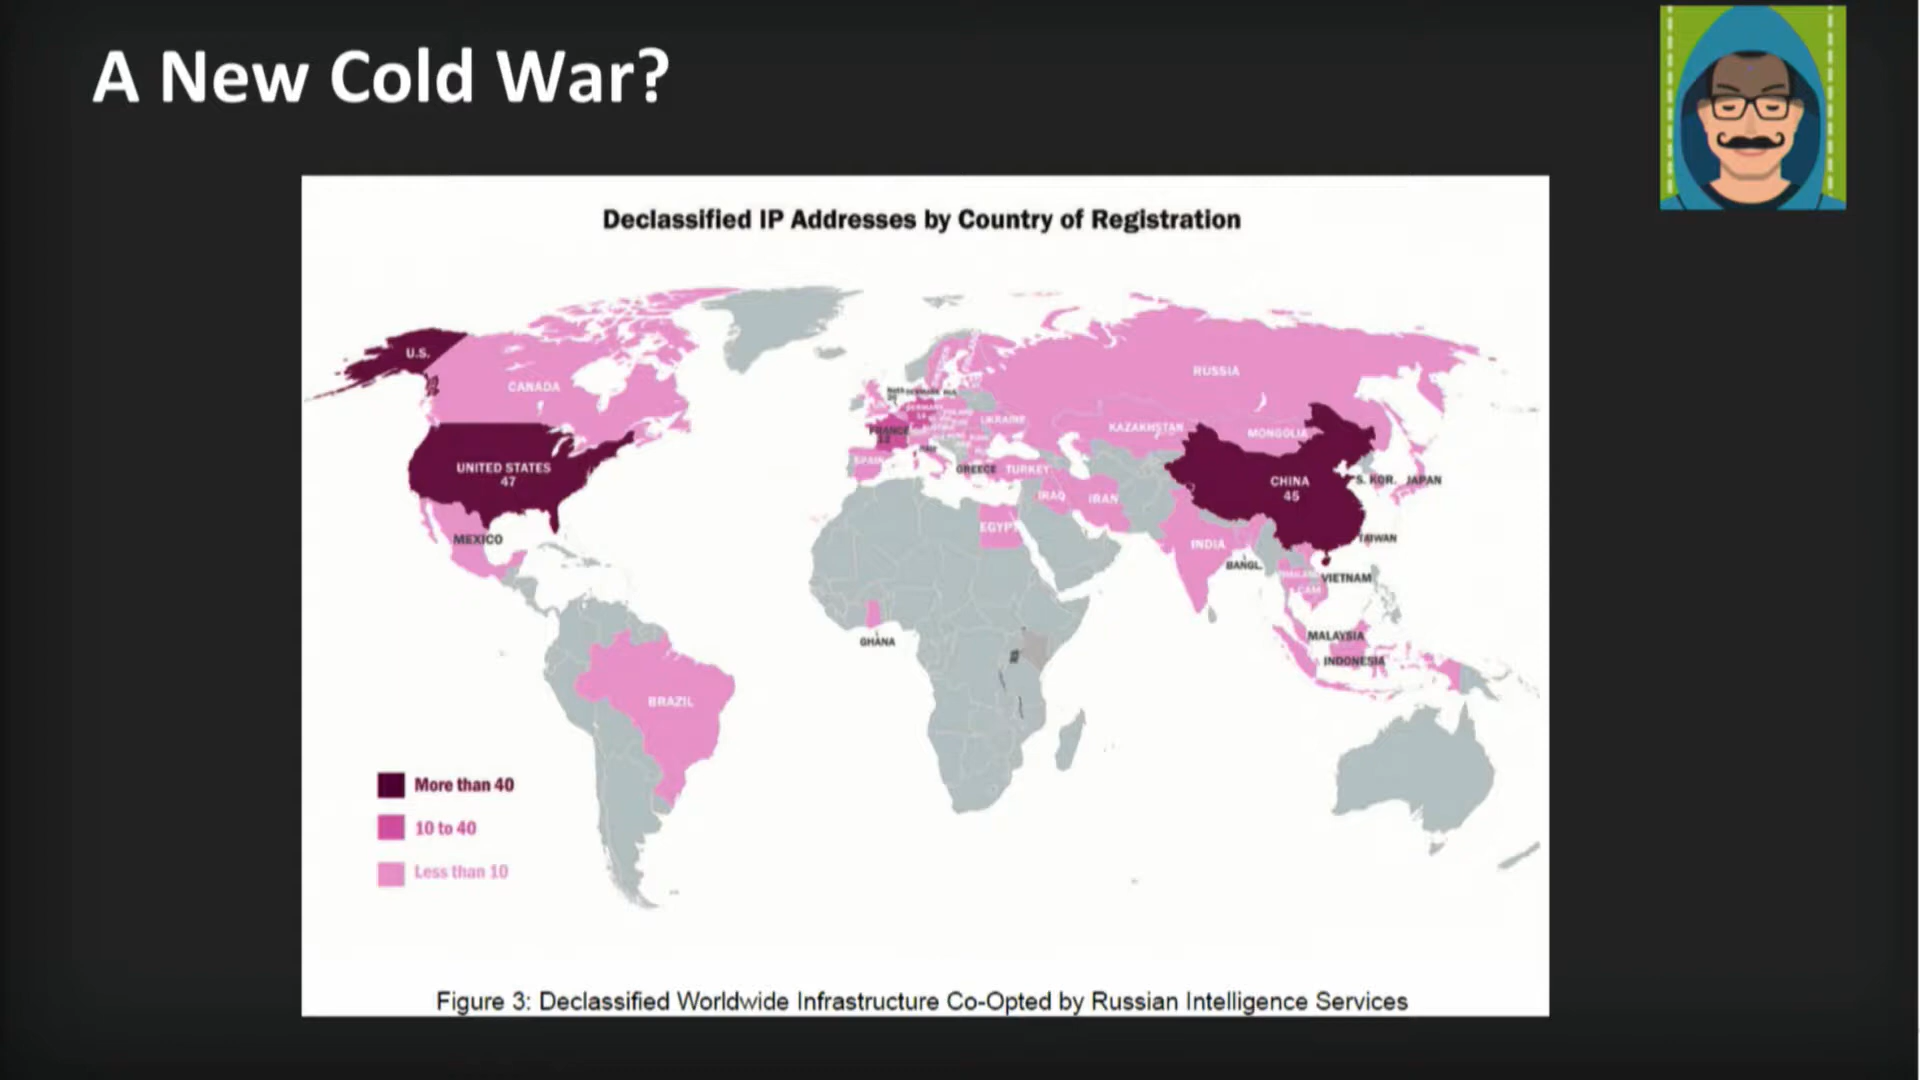 A New Cold War?
Declassified IP Addresses by Country of Registration
U.S.
CANADA
RUSSIA
UKRAINE
KAZAKHSTAN
MONGOLIA
FRANCE
SPAIN
GREECE
TURKEY
UNITED STATES
47
CHINA
45
S. KOR.
JAPAN
IRAQ
IRAN
EGYPT
MEXICO
INDIA
TAIWAN
BANGL.
VIETNAM
CAM
GHANA
MALAYSIA
INDONESIA
BRAZIL
More than 40
10 to 40
Less than 10
Figure 3: Declassified Worldwide Infrastructure Co-Opted by Russian Intelligence Services